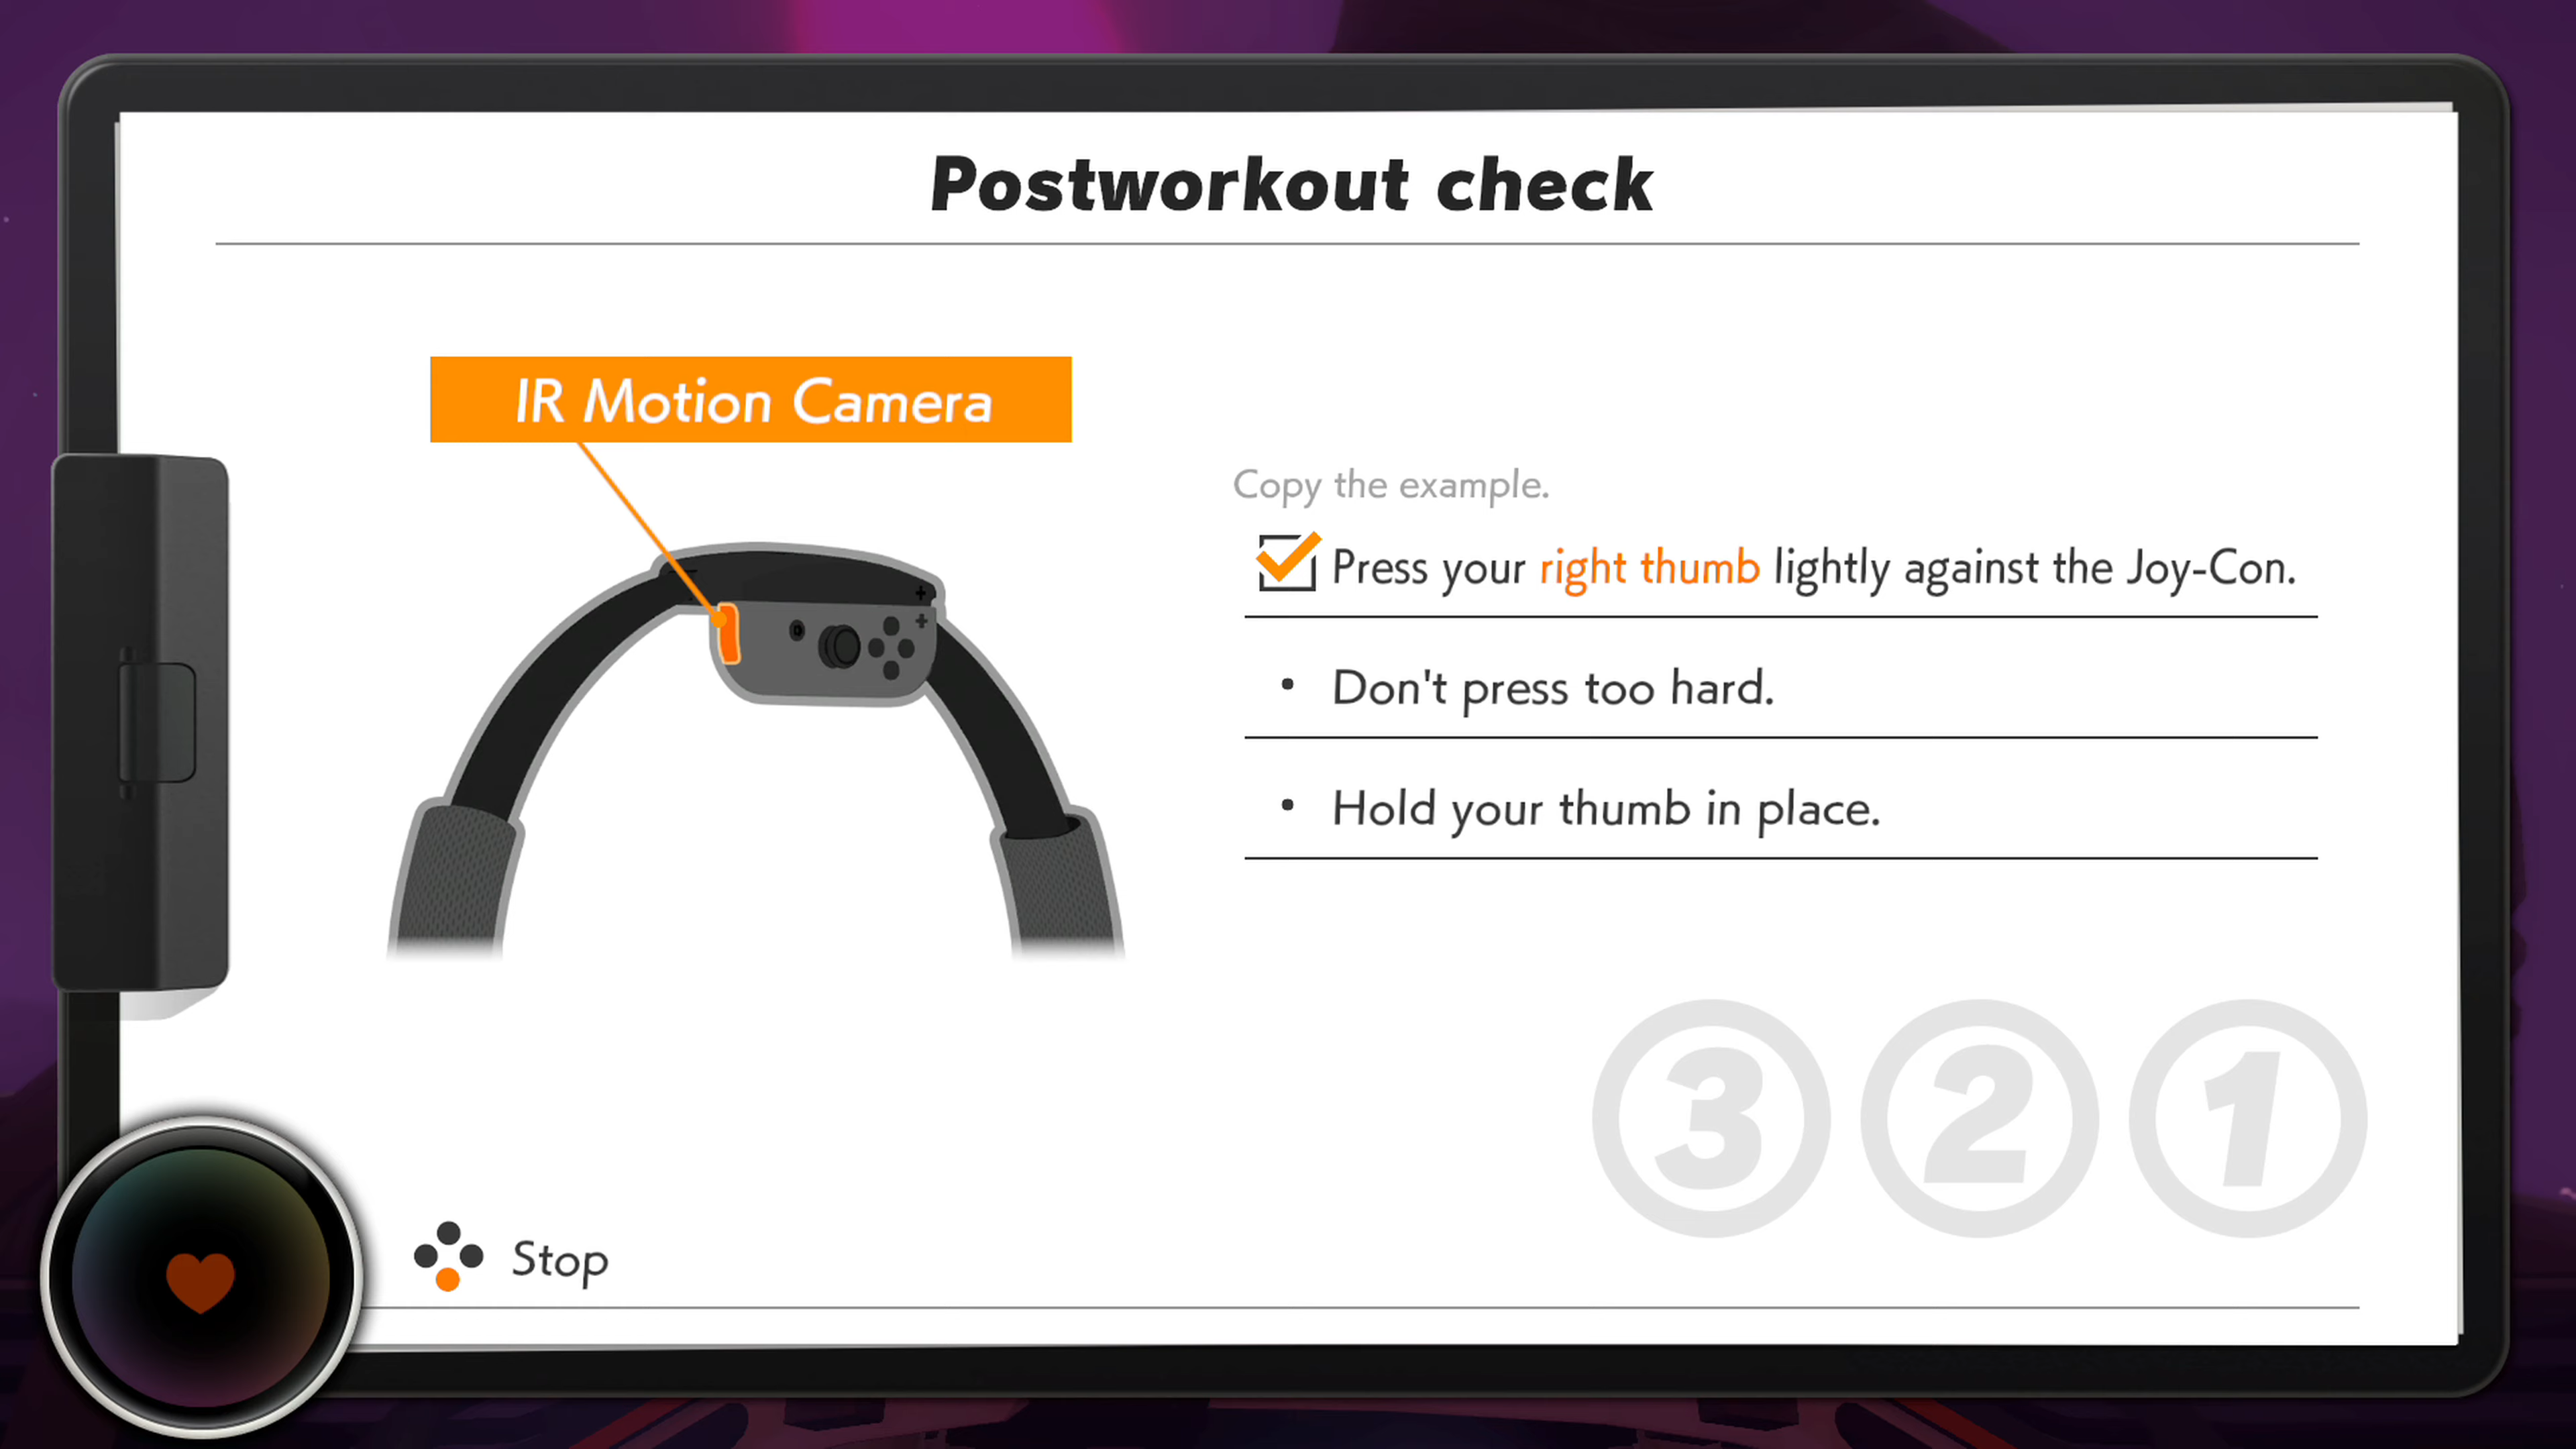 Postworkout check
IR Motion Camera
Copy the example.
Press your right thumb lightly against the Joy-Con.
• Don't press too hard.
• Hold your thumb in place.
3 2 1
Stop